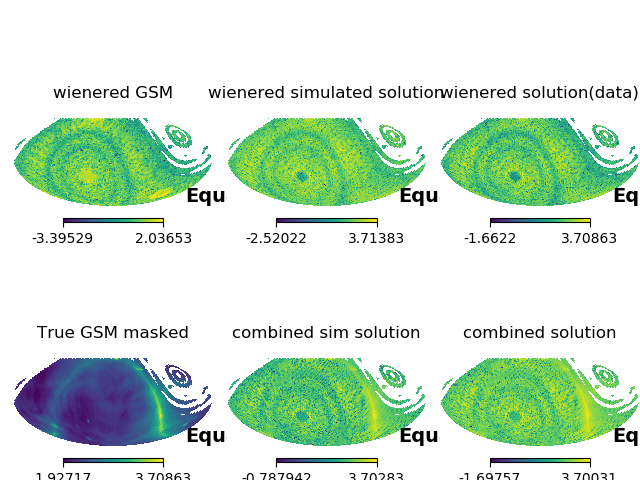 wienered GSM
wienered simulated solution
wienered solution(data)
Equ
Equ
Eq
-3.39529 2.03653
-2.52022 3.71383
-1.6622 3.70863
True GSM masked
combined sim solution
combined solution
Equ
Equ
Eq
1.92717 3.70863
-0.787942 3.70283
-1.69757 3.70031